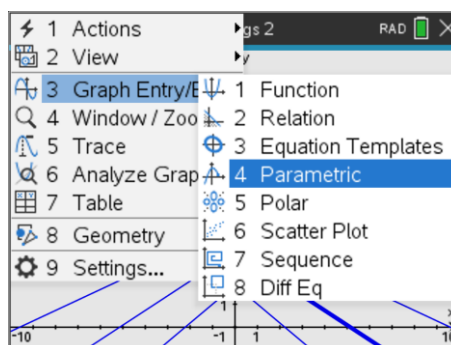 1 Actions
gs 2 RAD
2 View
y
3 Graph Entry/E
4 Window / Zoo
5 Trace
6 Analyze Grap
7 Table
8 Geometry
9 Settings...
1 Function
2 Relation
3 Equation Templates
4 Parametric
5 Polar
6 Scatter Plot
7 Sequence
8 Diff Eq
1
-10 -1 1 10